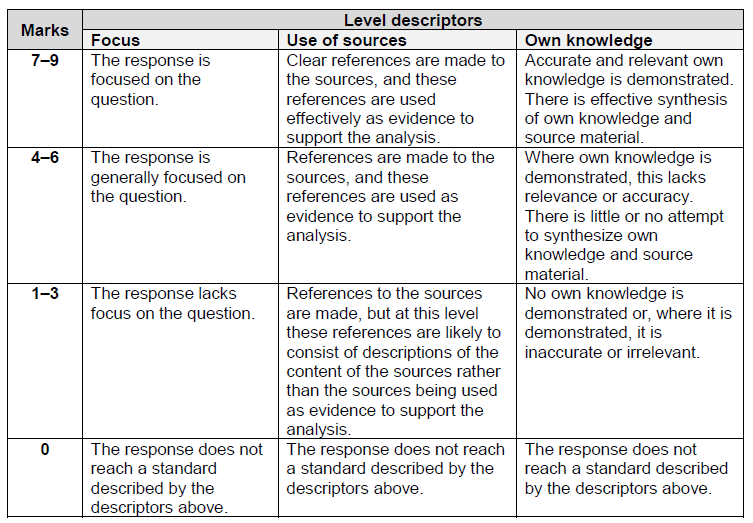 Marks
Level descriptors
Focus
Use of sources
Own knowledge
7–9
The response is
focused on the
question.
Clear references are made to
the sources, and these
references are used
effectively as evidence to
support the analysis.
Accurate and relevant own
knowledge is demonstrated.
There is effective synthesis
of own knowledge and
source material.
4–6
The response is
generally focused on
the question.
References are made to the
sources, and these
references are used as
evidence to support the
analysis.
Where own knowledge is
demonstrated, this lacks
relevance or accuracy.
There is little or no attempt
to synthesize own
knowledge and source
material.
1–3
The response lacks
focus on the question.
References to the sources
are made, but at this level
these references are likely to
consist of descriptions of the
content of the sources rather
than the sources being used
as evidence to support the
analysis.
No own knowledge is
demonstrated or, where it is
demonstrated, it is
inaccurate or irrelevant.
0
The response does not
reach a standard
described by the
descriptors above.
The response does not reach
a standard described by the
descriptors above.
The response does not
reach a standard described
by the descriptors above.